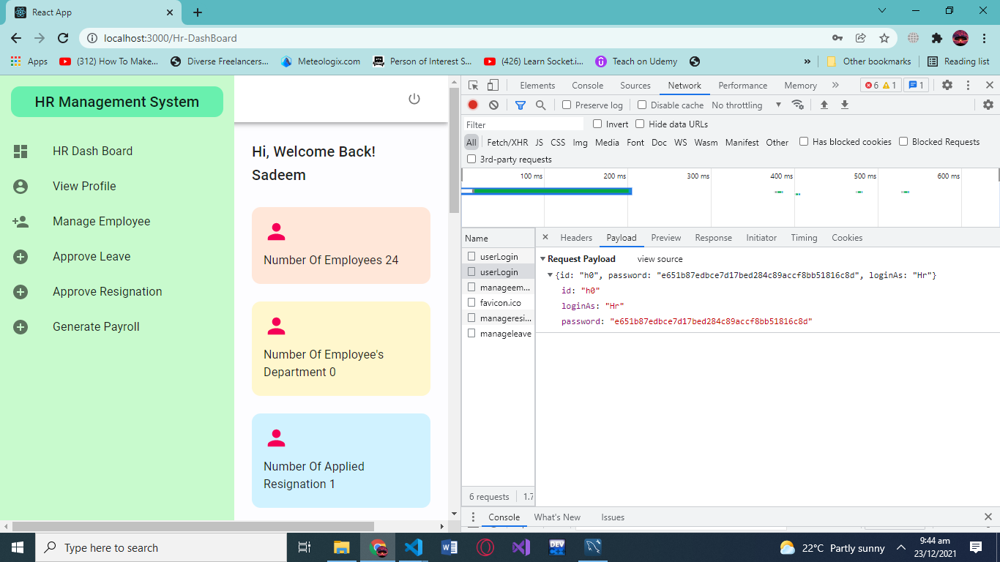 React App
localhost:3000/Hr-DashBoard
Apps (312) How To Make... Diverse Freelancers... Meteologix.com Person of Interest S... (426) Learn Socket.i... Teach on Udemy » Other bookmarks Reading list
HR Management System
HR Dash Board
View Profile
Manage Employee
Approve Leave
Approve Resignation
Generate Payroll
Hi, Welcome Back!
Sadeem
Number Of Employees 24
Number Of Employee's
Department 0
Number Of Applied
Resignation 1
Elements Console Sources Network Performance Memory » 6 1 1
Preserve log Disable cache No throttling
Filter Invert Hide data URLs
All Fetch/XHR JS CSS Img Media Font Doc WS Wasm Manifest Other Has blocked cookies Blocked Requests
3rd-party requests
100 ms 200 ms 300 ms 400 ms 500 ms 600 ms
Name
userLogin
userLogin
manageem...
favicon.ico
manageresi...
manageleave
6 requests 1.7
Headers Payload Preview Response Initiator Timing Cookies
Request Payload view source
{id: "h0", password: "e651b87edbce7d17bed284c89accf8bb51816c8d", loginAs: "Hr"}
id: "h0"
loginAs: "Hr"
password: "e651b87edbce7d17bed284c89accf8bb51816c8d"
Console What's New Issues
Type here to search
DEV
22°C Partly sunny
9:44 am
23/12/2021